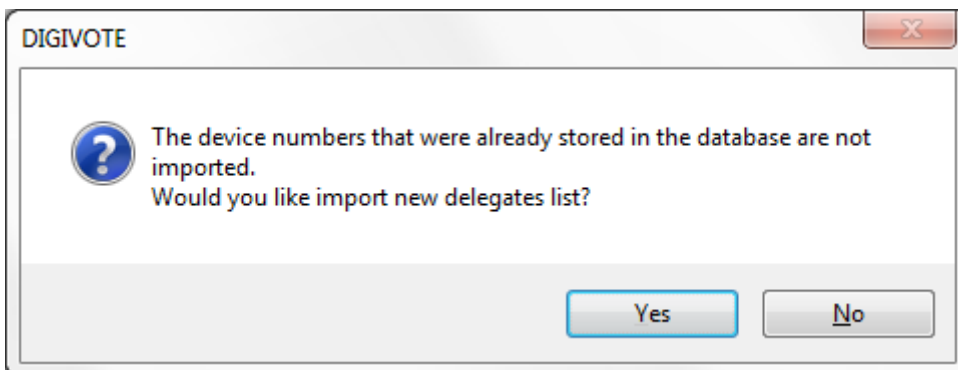 DIGIVOTE
The device numbers that were already stored in the database are not
imported.
Would you like import new delegates list?
Yes
No